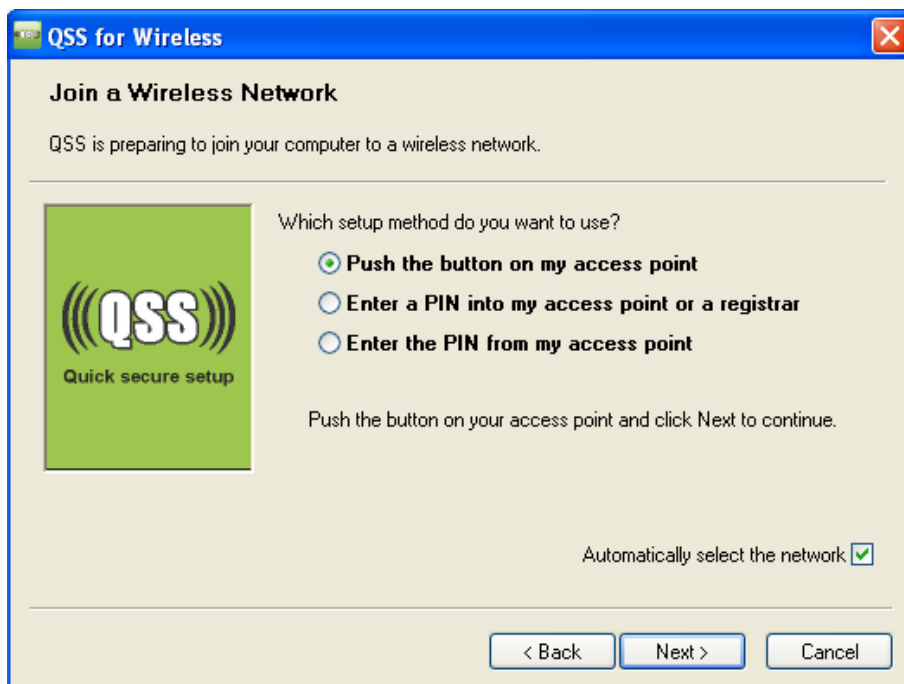 QSS for Wireless
Join a Wireless Network
QSS is preparing to join your computer to a wireless network.
Which setup method do you want to use?
Push the button on my access point
Enter a PIN into my access point or a registrar
Enter the PIN from my access point
QSS
Quick secure setup
Push the button on your access point and click Next to continue.
Automatically select the network
< Back
Next >
Cancel